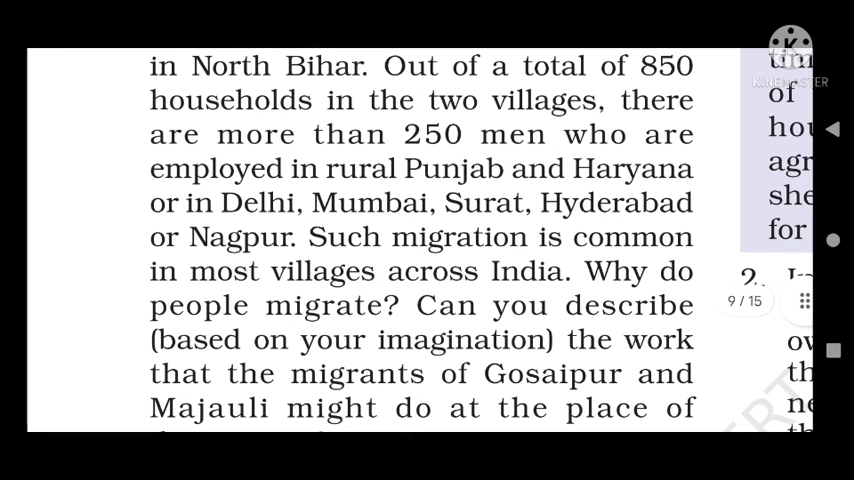 in North Bihar. Out of a total of 850
households in the two villages, there
are more than 250 men who are
employed in rural Punjab and Haryana
or in Delhi, Mumbai, Surat, Hyderabad
or Nagpur. Such migration is common
in most villages across India. Why do
people migrate? Can you describe
(based on your imagination) the work
that the migrants of Gosaipur and
Majauli might do at the place of
of
for
2.
9/15
K
KINEMASTER